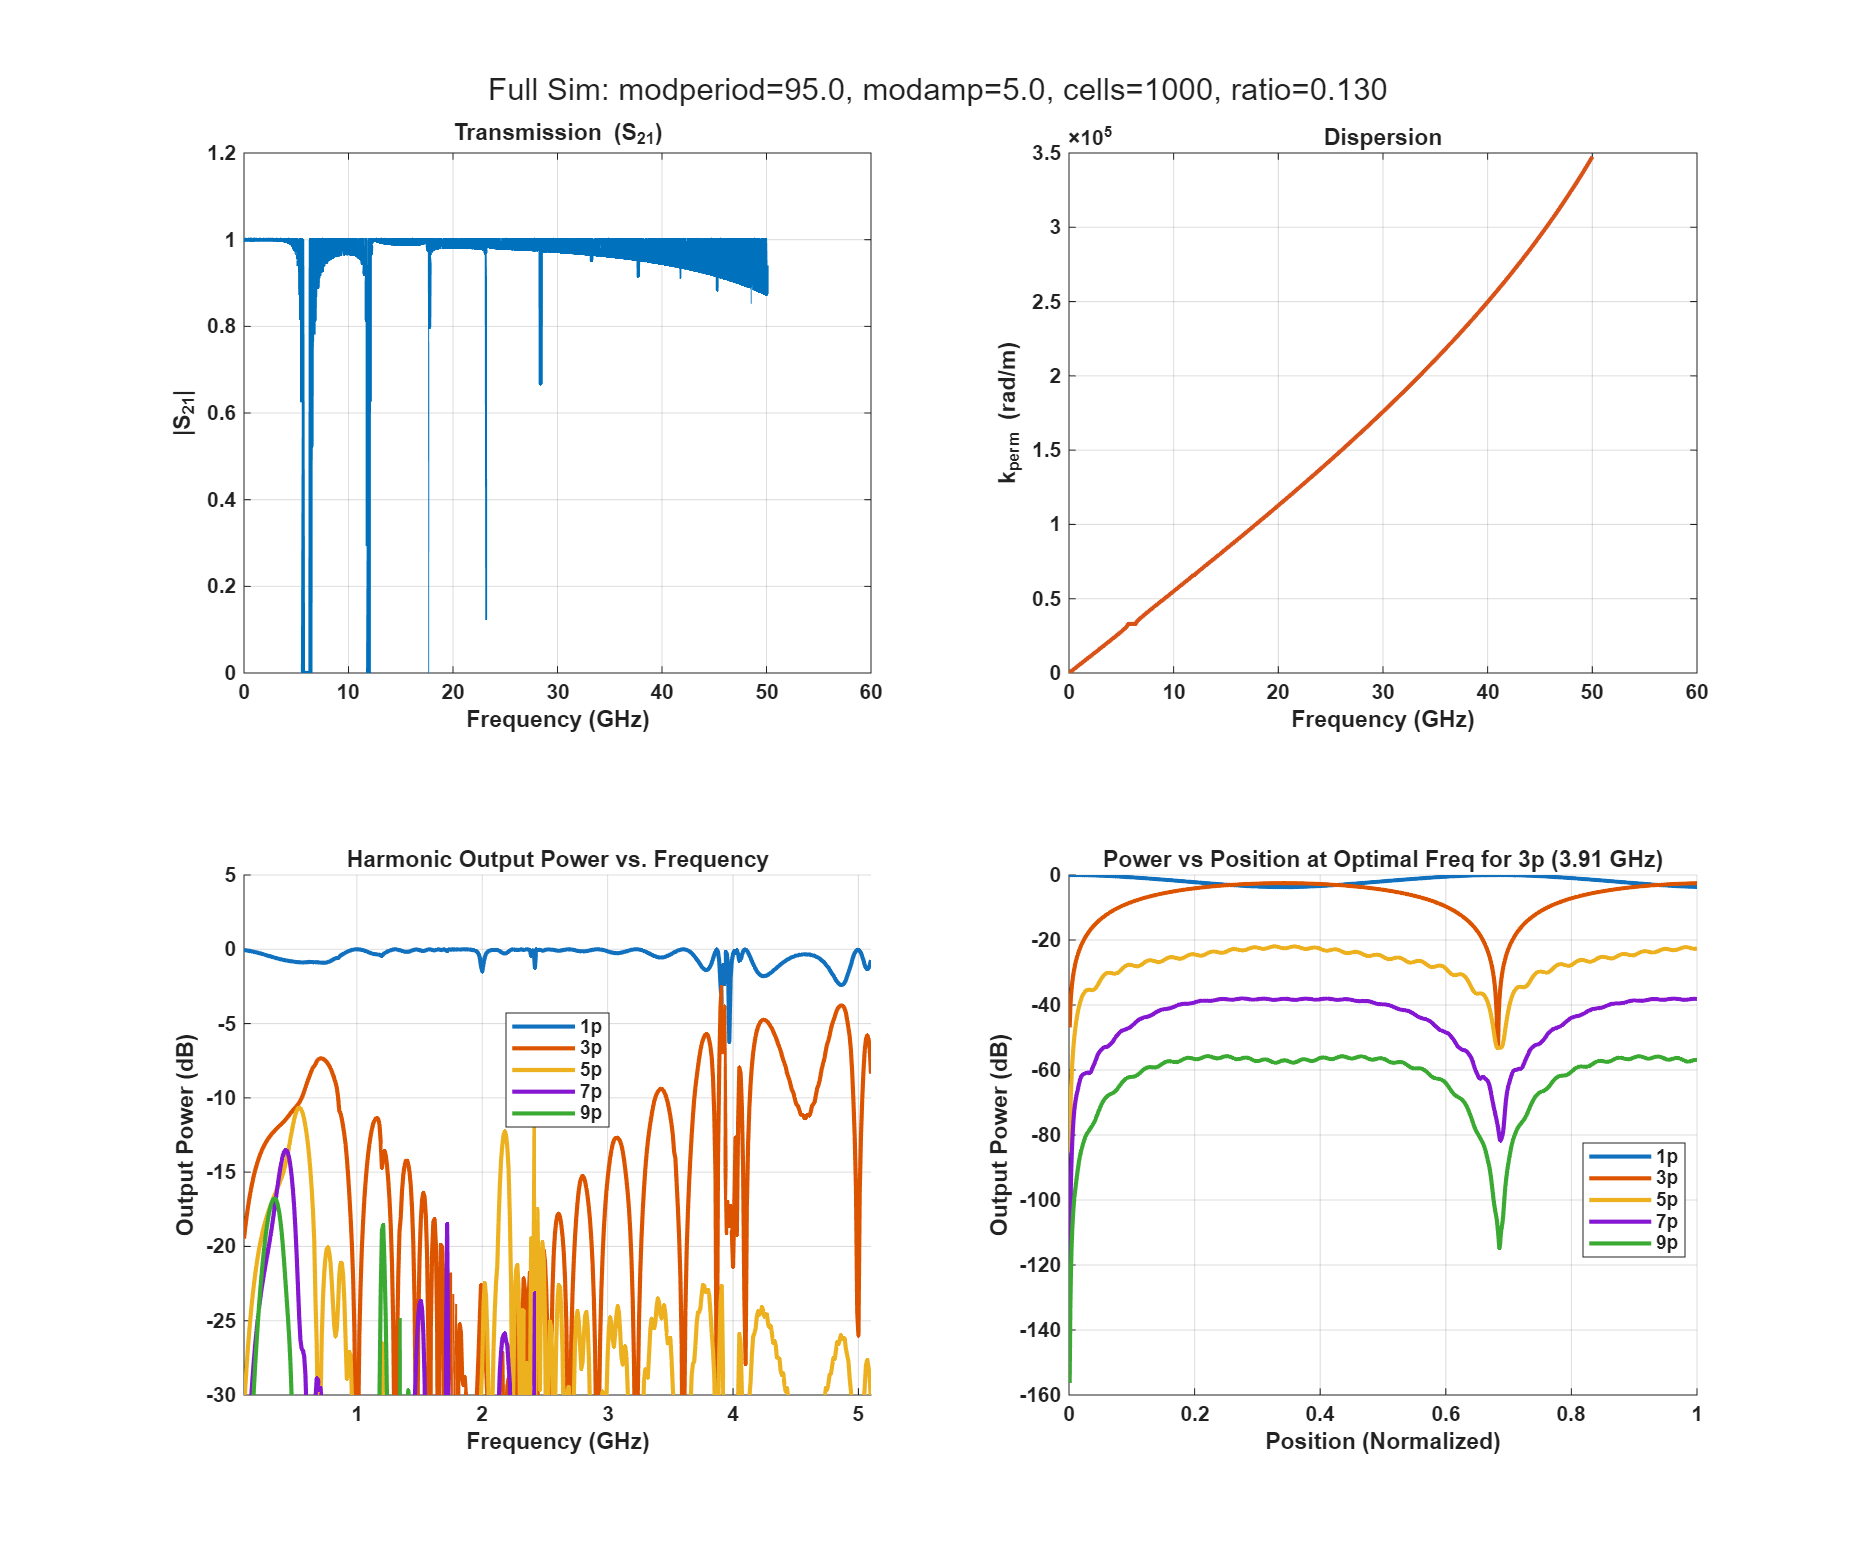 Full Sim: modperiod=95.0, modamp=5.0, cells=1000, ratio=0.130
Transmission (S21)
1.2
1
0.8
0.6
0.4
0.2
0
|S21|
0 10 20 30 40 50 60
Frequency (GHz)
×10^5
Dispersion
3.5
3
2.5
2
1.5
1
0.5
0
kperm (rad/m)
0 10 20 30 40 50 60
Frequency (GHz)
Harmonic Output Power vs. Frequency
5
0
-5
-10
-15
-20
-25
-30
Output Power (dB)
1p
3p
5p
7p
9p
1 2 3 4 5
Frequency (GHz)
Power vs Position at Optimal Freq for 3p (3.91 GHz)
0
-20
-40
-60
-80
-100
-120
-140
-160
Output Power (dB)
1p
3p
5p
7p
9p
0 0.2 0.4 0.6 0.8 1
Position (Normalized)